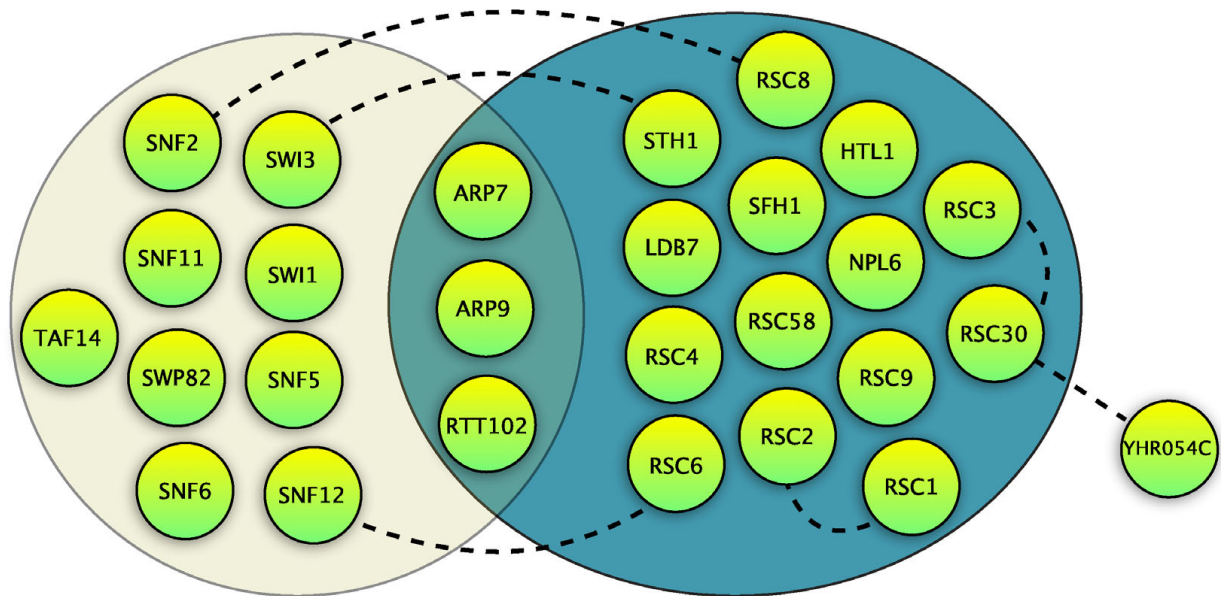 RSC8
SNF2
SWI3
STH1
HTL1
ARP7
SFH1
RSC3
SNF11
SWI1
LDB7
NPL6
TAF14
ARP9
RSC58
RSC30
SWP82
SNF5
RSC4
RSC9
RTT102
RSC2
YHR054C
SNF6
SNF12
RSC6
RSC1